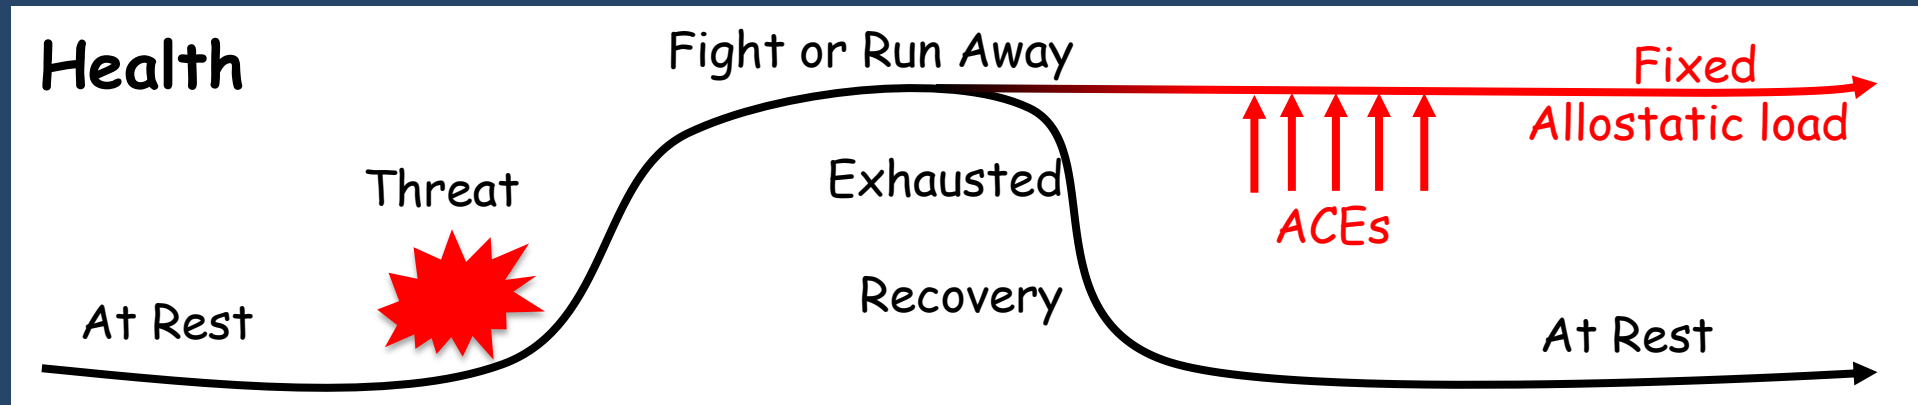 Health
Fight or Run Away
Fixed
Allostatic load
Threat
Exhausted
ACEs
Recovery
At Rest
At Rest